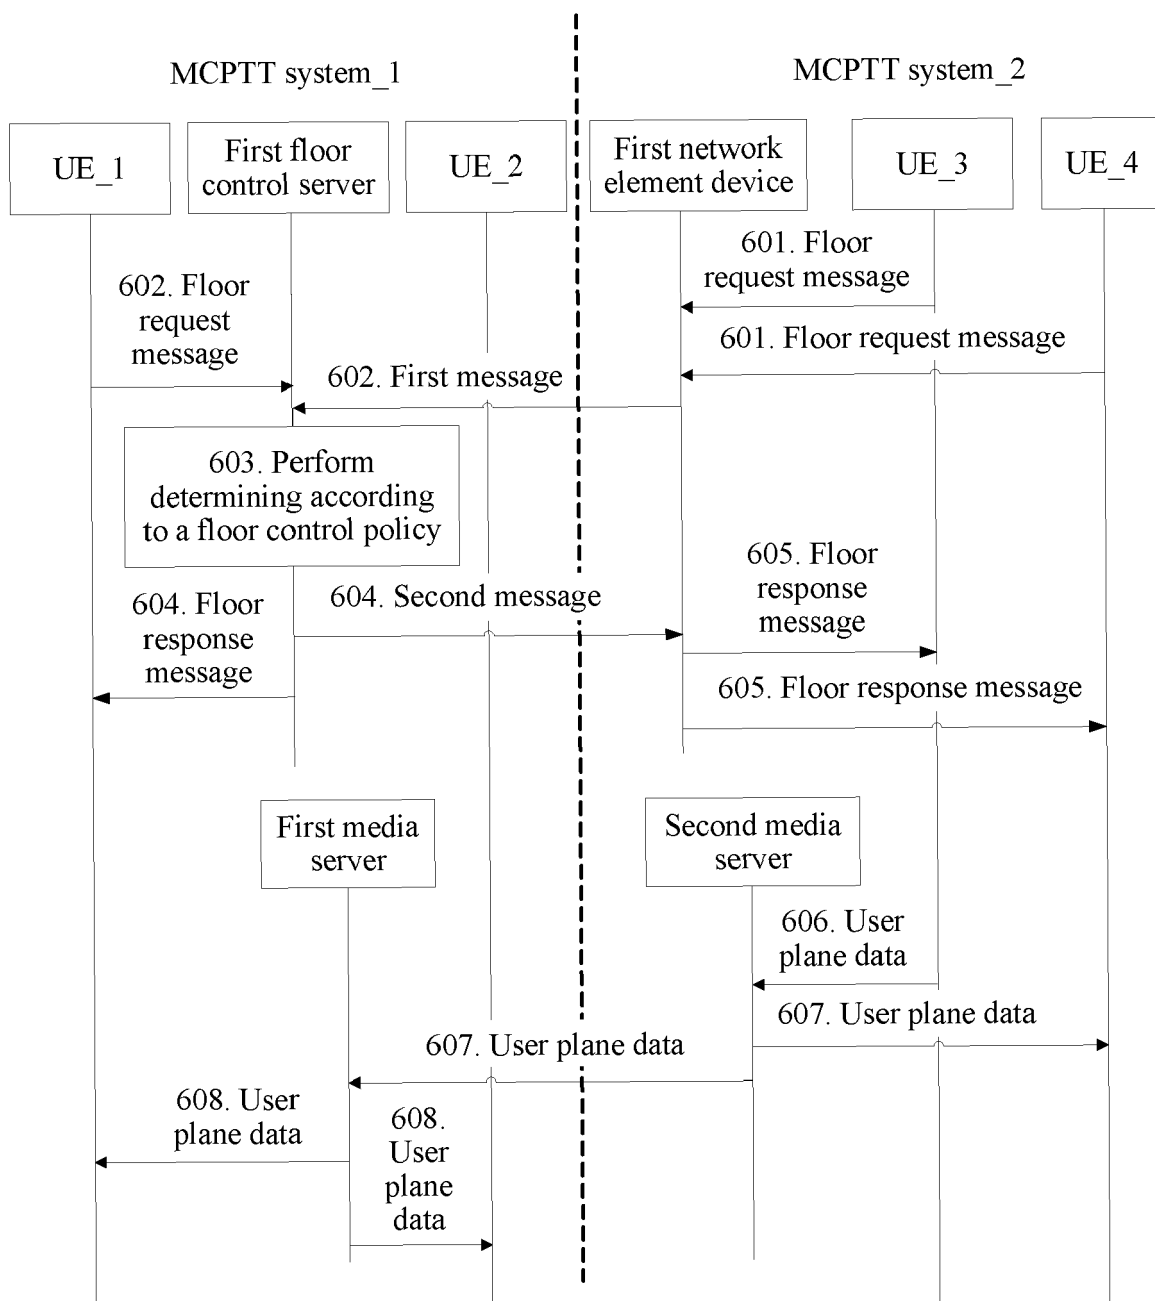 MCPTT system_1
MCPTT system_2
UE_1
First floor
control server
UE_2
First network
element device
UE_3
UE_4
601. Floor
request message
602. Floor
request
message
601. Floor request message
602. First message
603. Perform
determining according
to a floor control policy
604. Second message
605. Floor
response
message
604. Floor
response
message
605. Floor response message
First media
server
Second media
server
606. User
plane data
607. User plane data
607. User plane data
608. User
plane data
608.
User
plane
data